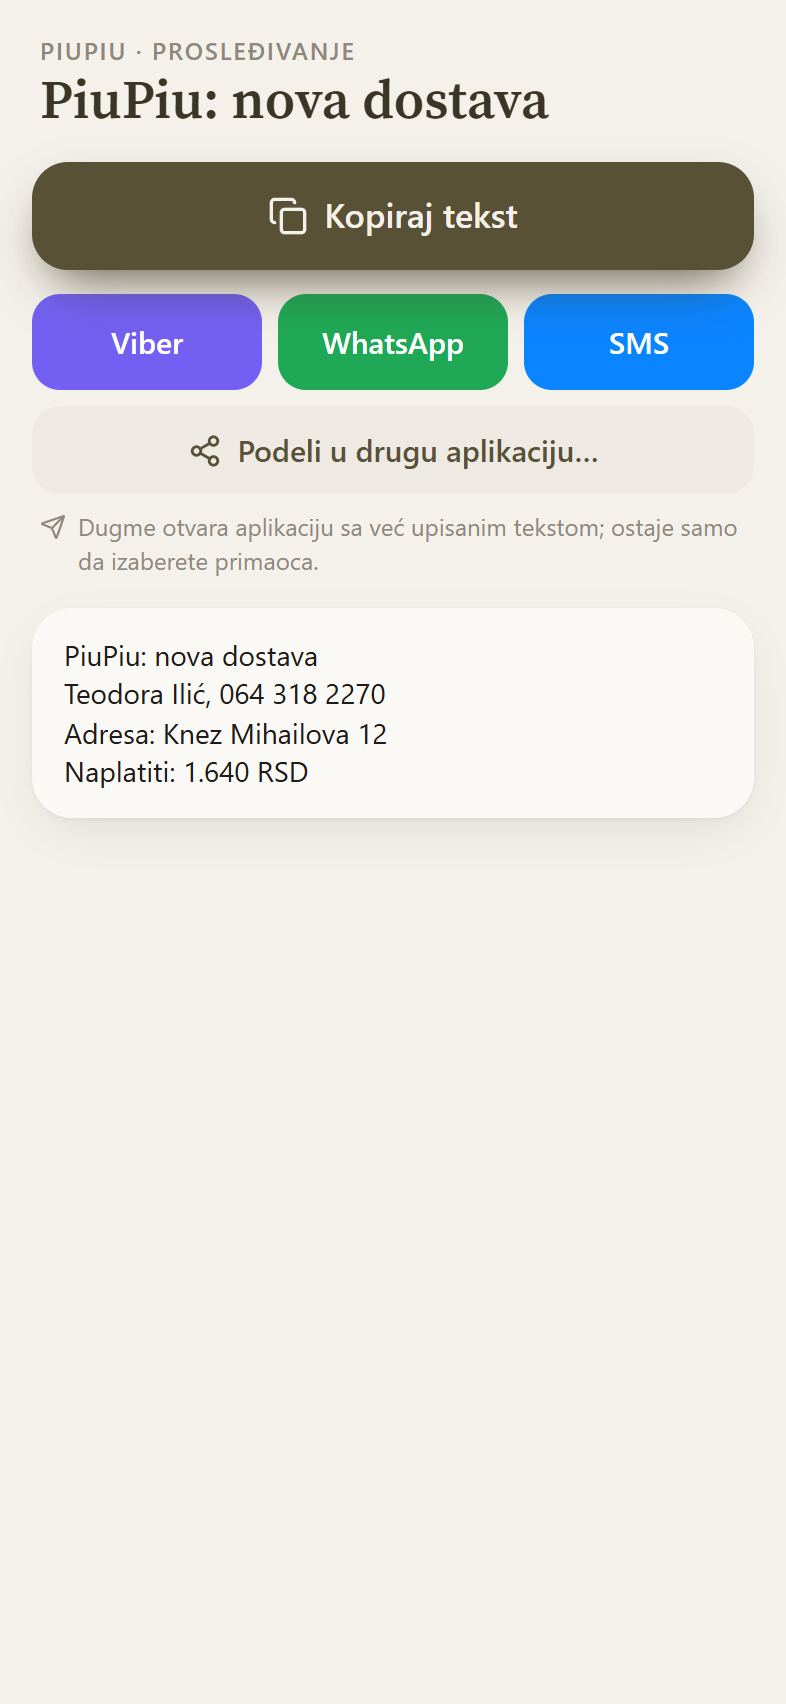 PIUPIU · PROSLEĐIVANJE
PiuPiu: nova dostava
Kopiraj tekst
Viber
WhatsApp
SMS
Podeli u drugu aplikaciju...
Dugme otvara aplikaciju sa već upisanim tekstom; ostaje samo
da izaberete primaoca.
PiuPiu: nova dostava
Teodora Ilić, 064 318 2270
Adresa: Knez Mihailova 12
Naplatiti: 1.640 RSD